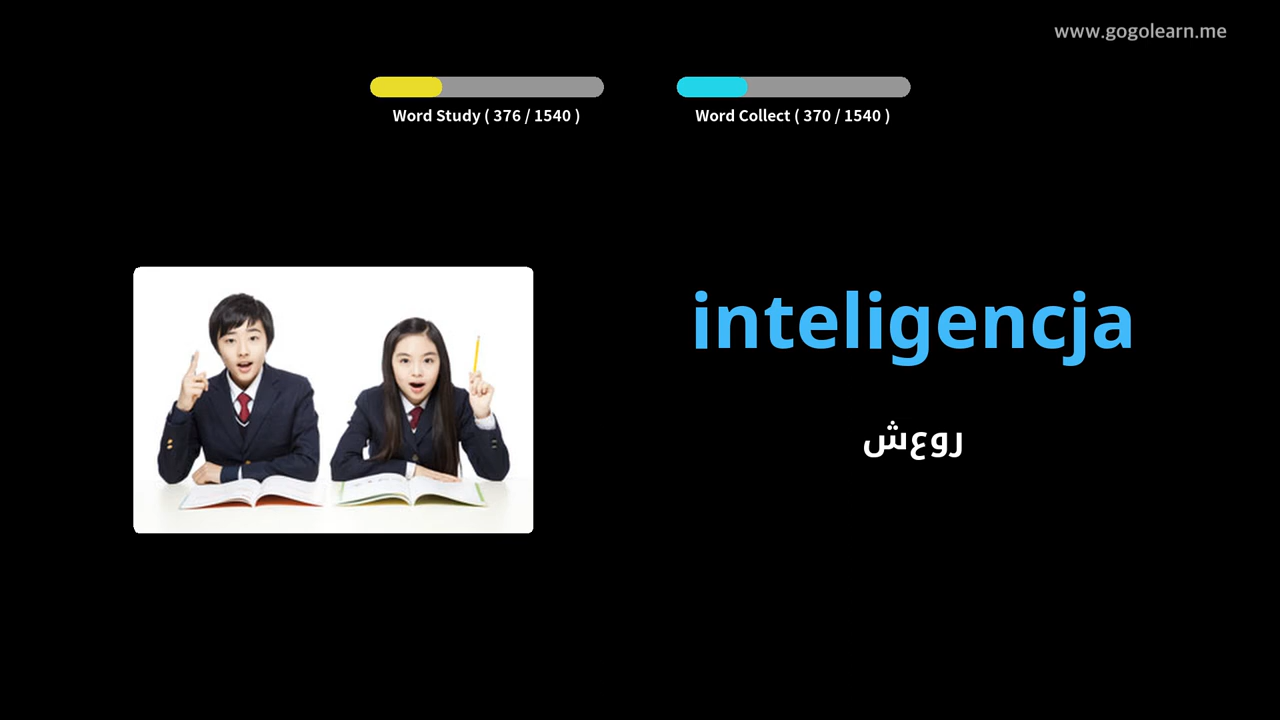 www.gogolearn.me
Word Study ( 376 / 1540 )
Word Collect ( 370 / 1540 )
inteligencja
روعش